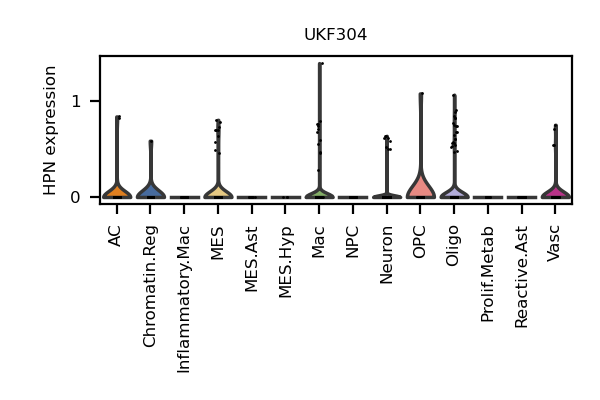 UKF304
HPN expression
1
0
AC
Chromatin.Reg
Inflammatory.Mac
MES
MES.Ast
MES.Hyp
Mac
NPC
Neuron
OPC
Oligo
Prolif.Metab
Reactive.Ast
Vasc